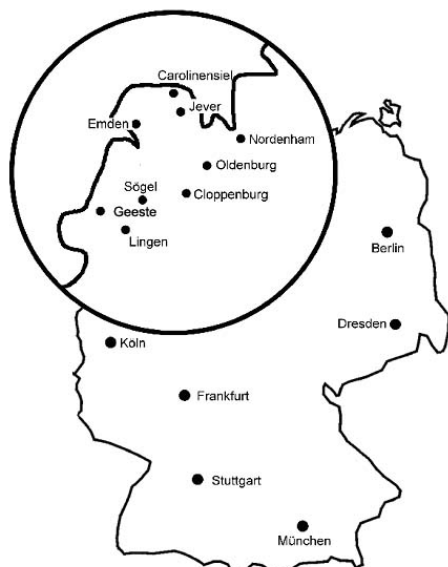 Carolinensiel
Jever
Emden
Nordenham
Oldenburg
Sögel
Cloppenburg
Geeste
Lingen
Berlin
Dresden
Köln
Frankfurt
Stuttgart
München